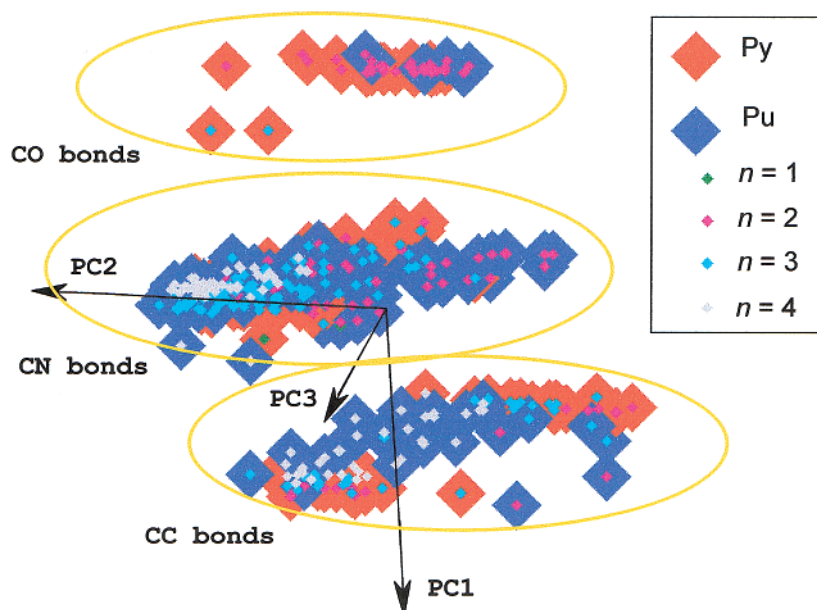 CO bonds
PC2
CN bonds
PC3
CC bonds
PC1
Py
Pu
n = 1
n = 2
n = 3
n = 4